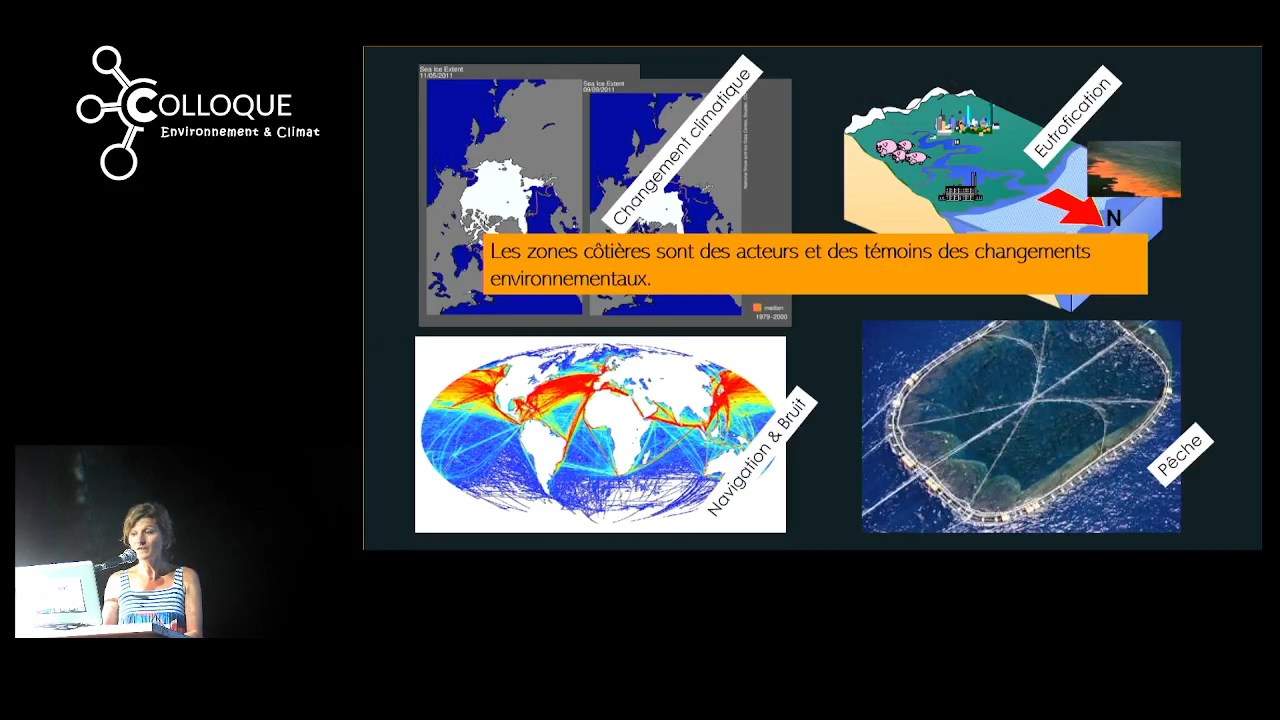 COLLOQUE
Environnement & Climat
Sea Ice Extent
11/05/2011
Sea Ice Extent
09/09/2011
Changement climatique
Eutrofication
N
Les zones côtières sont des acteurs et des témoins des changements
environnementaux.
median
1979-2000
Navigation & Bruit
Pêche